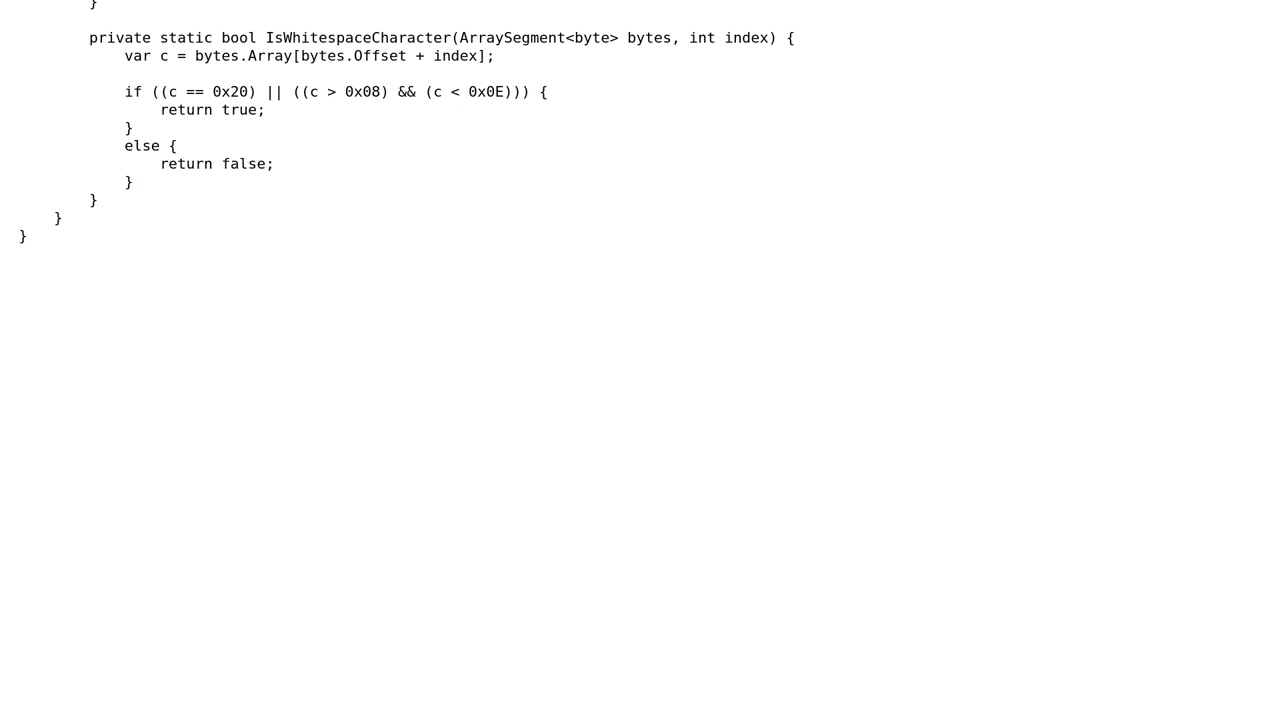 }

        private static bool IsWhitespaceCharacter(ArraySegment<byte> bytes, int index) {
            var c = bytes.Array[bytes.Offset + index];

            if ((c == 0x20) || ((c > 0x08) && (c < 0x0E))) {
                return true;
            }
            else {
                return false;
            }
        }
    }
}